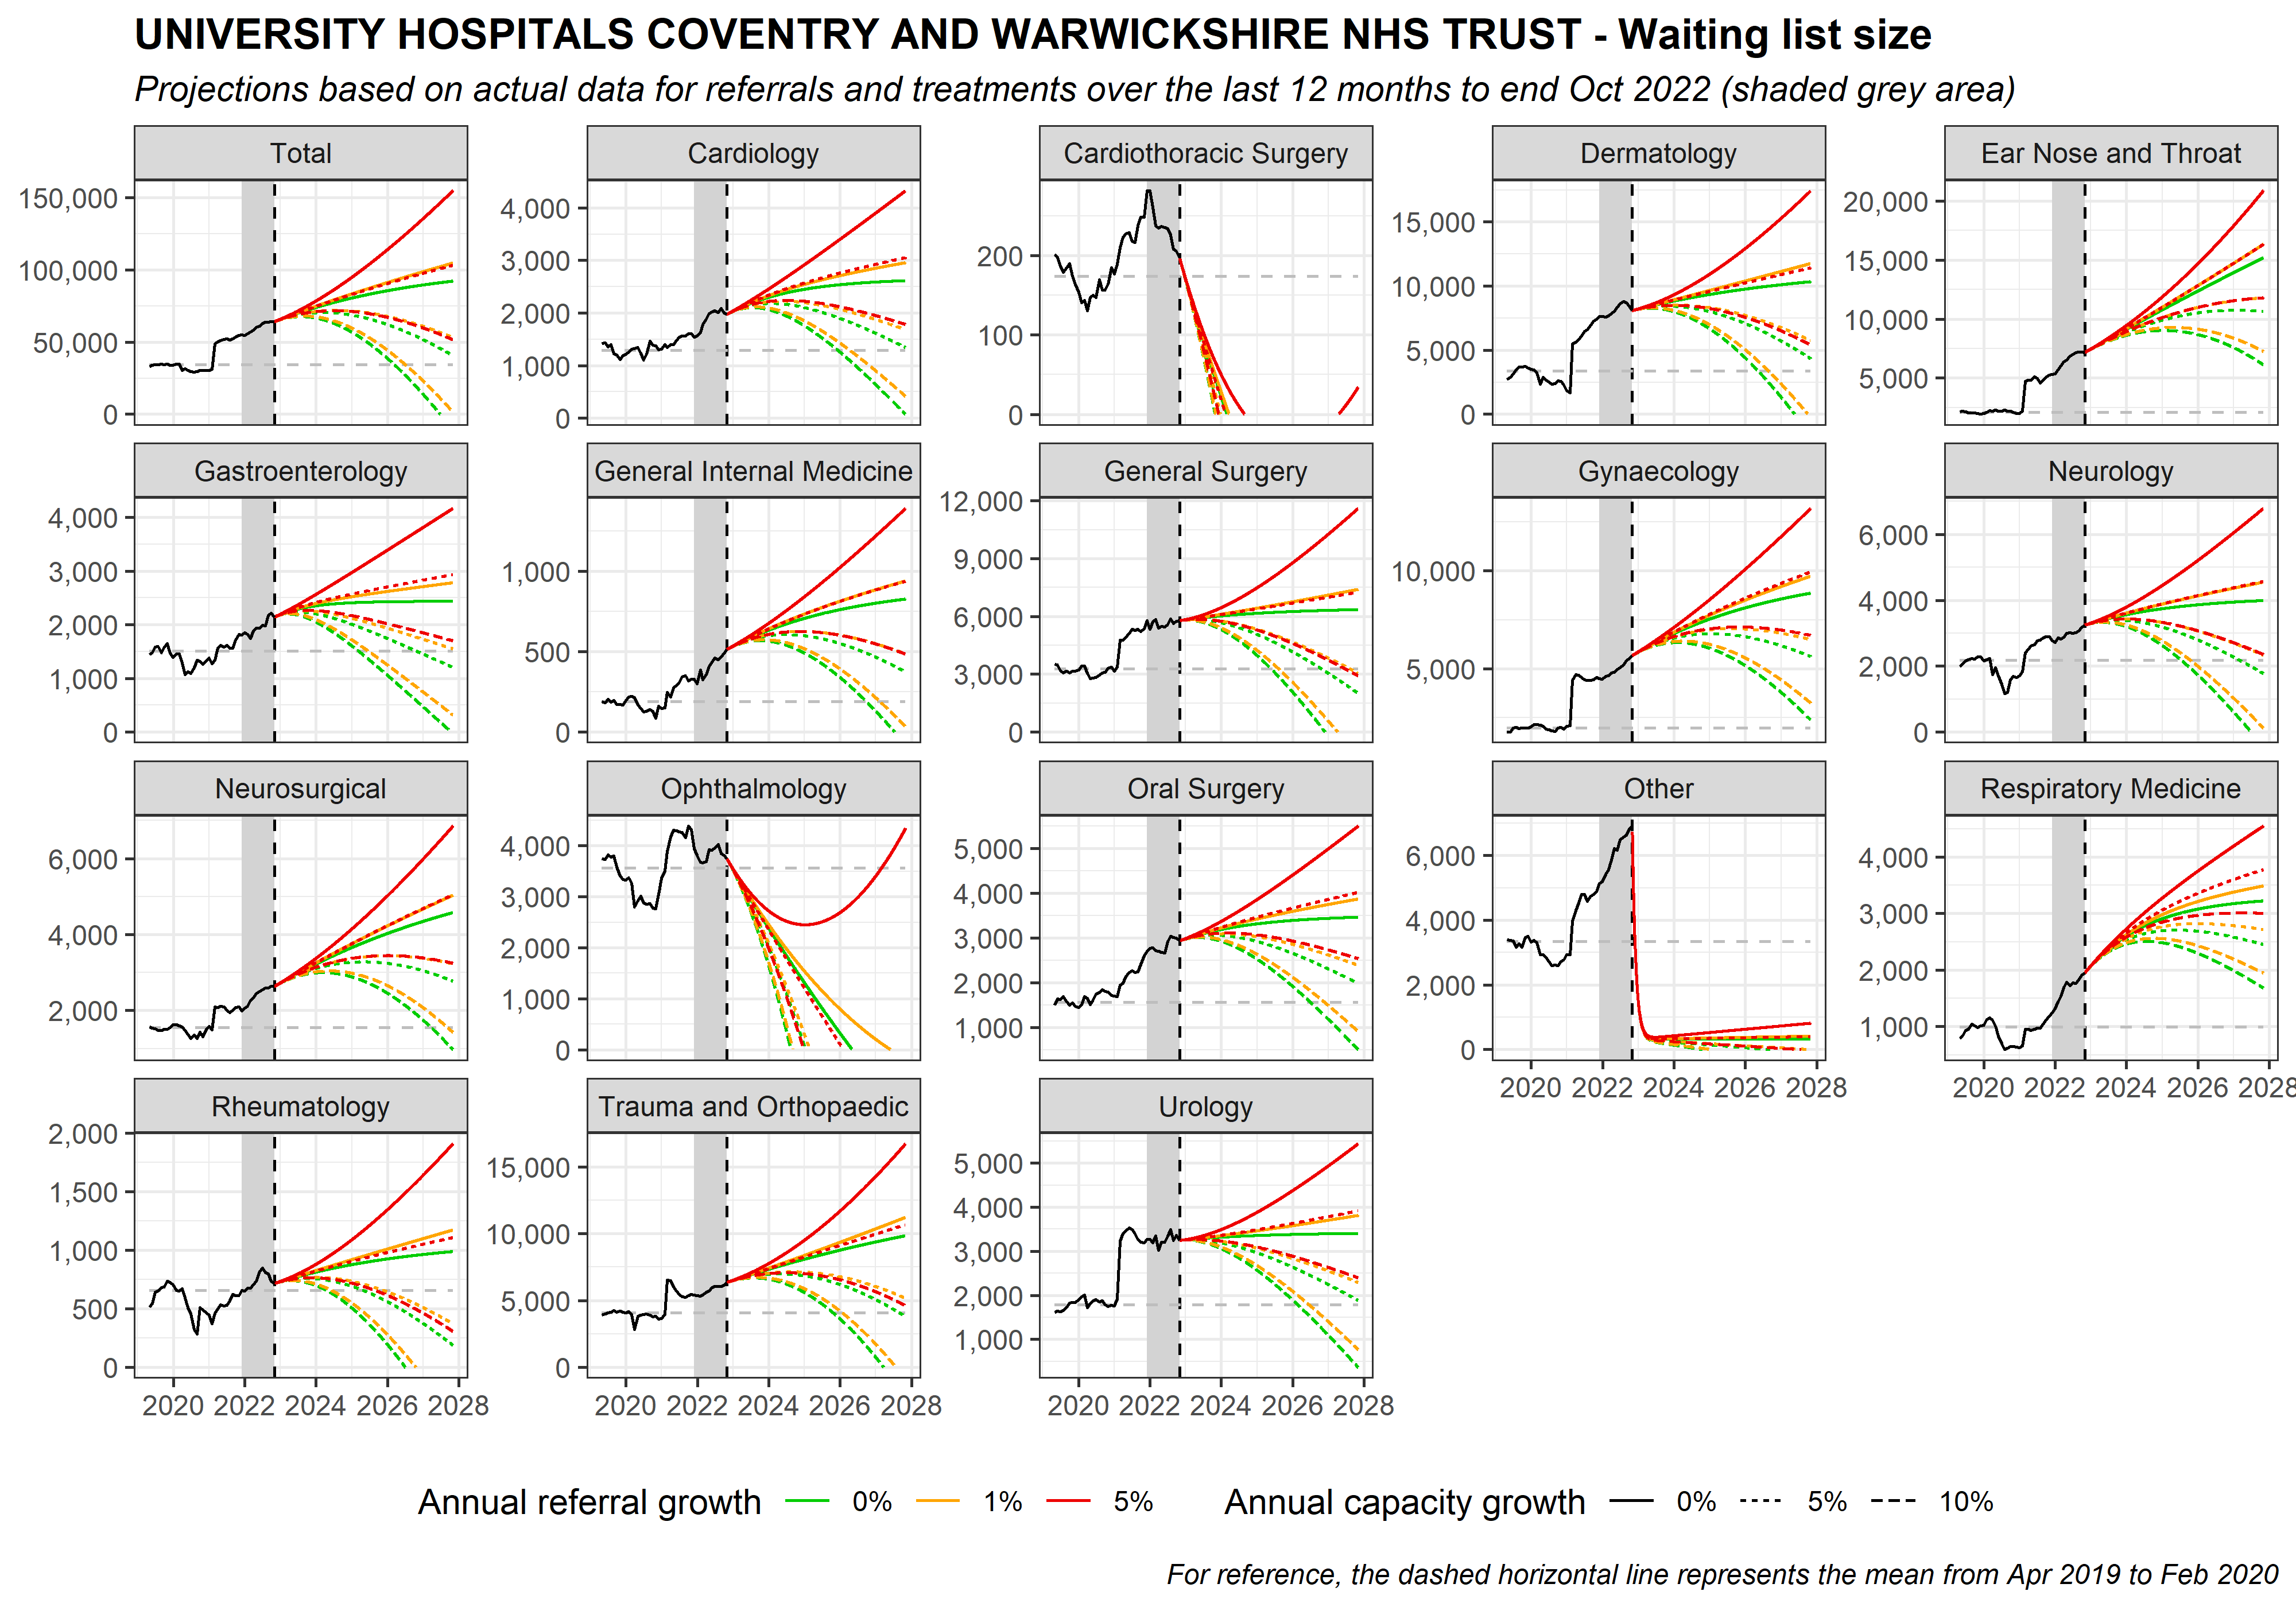 UNIVERSITY HOSPITALS COVENTRY AND WARWICKSHIRE NHS TRUST - Waiting list size
Projections based on actual data for referrals and treatments over the last 12 months to end Oct 2022 (shaded grey area)
Total
150,000
100,000
50,000
0
Cardiology
4,000
3,000
2,000
1,000
0
Cardiothoracic Surgery
200
100
0
Dermatology
15,000
10,000
5,000
0
Ear Nose and Throat
20,000
15,000
10,000
5,000
Gastroenterology
4,000
3,000
2,000
1,000
0
General Internal Medicine
1,000
500
0
General Surgery
12,000
9,000
6,000
3,000
0
Gynaecology
10,000
5,000
Neurology
6,000
4,000
2,000
0
Neurosurgical
6,000
4,000
2,000
Ophthalmology
4,000
3,000
2,000
1,000
0
Oral Surgery
5,000
4,000
3,000
2,000
1,000
Other
6,000
4,000
2,000
0
2020 2022 2024 2026 2028
Respiratory Medicine
4,000
3,000
2,000
1,000
2020 2022 2024 2026 2028
Rheumatology
2,000
1,500
1,000
500
0
2020 2022 2024 2026 2028
Trauma and Orthopaedic
15,000
10,000
5,000
0
2020 2022 2024 2026 2028
Urology
5,000
4,000
3,000
2,000
1,000
2020 2022 2024 2026 2028
Annual referral growth 0% 1% 5% Annual capacity growth 0% 5% 10%
For reference, the dashed horizontal line represents the mean from Apr 2019 to Feb 2020